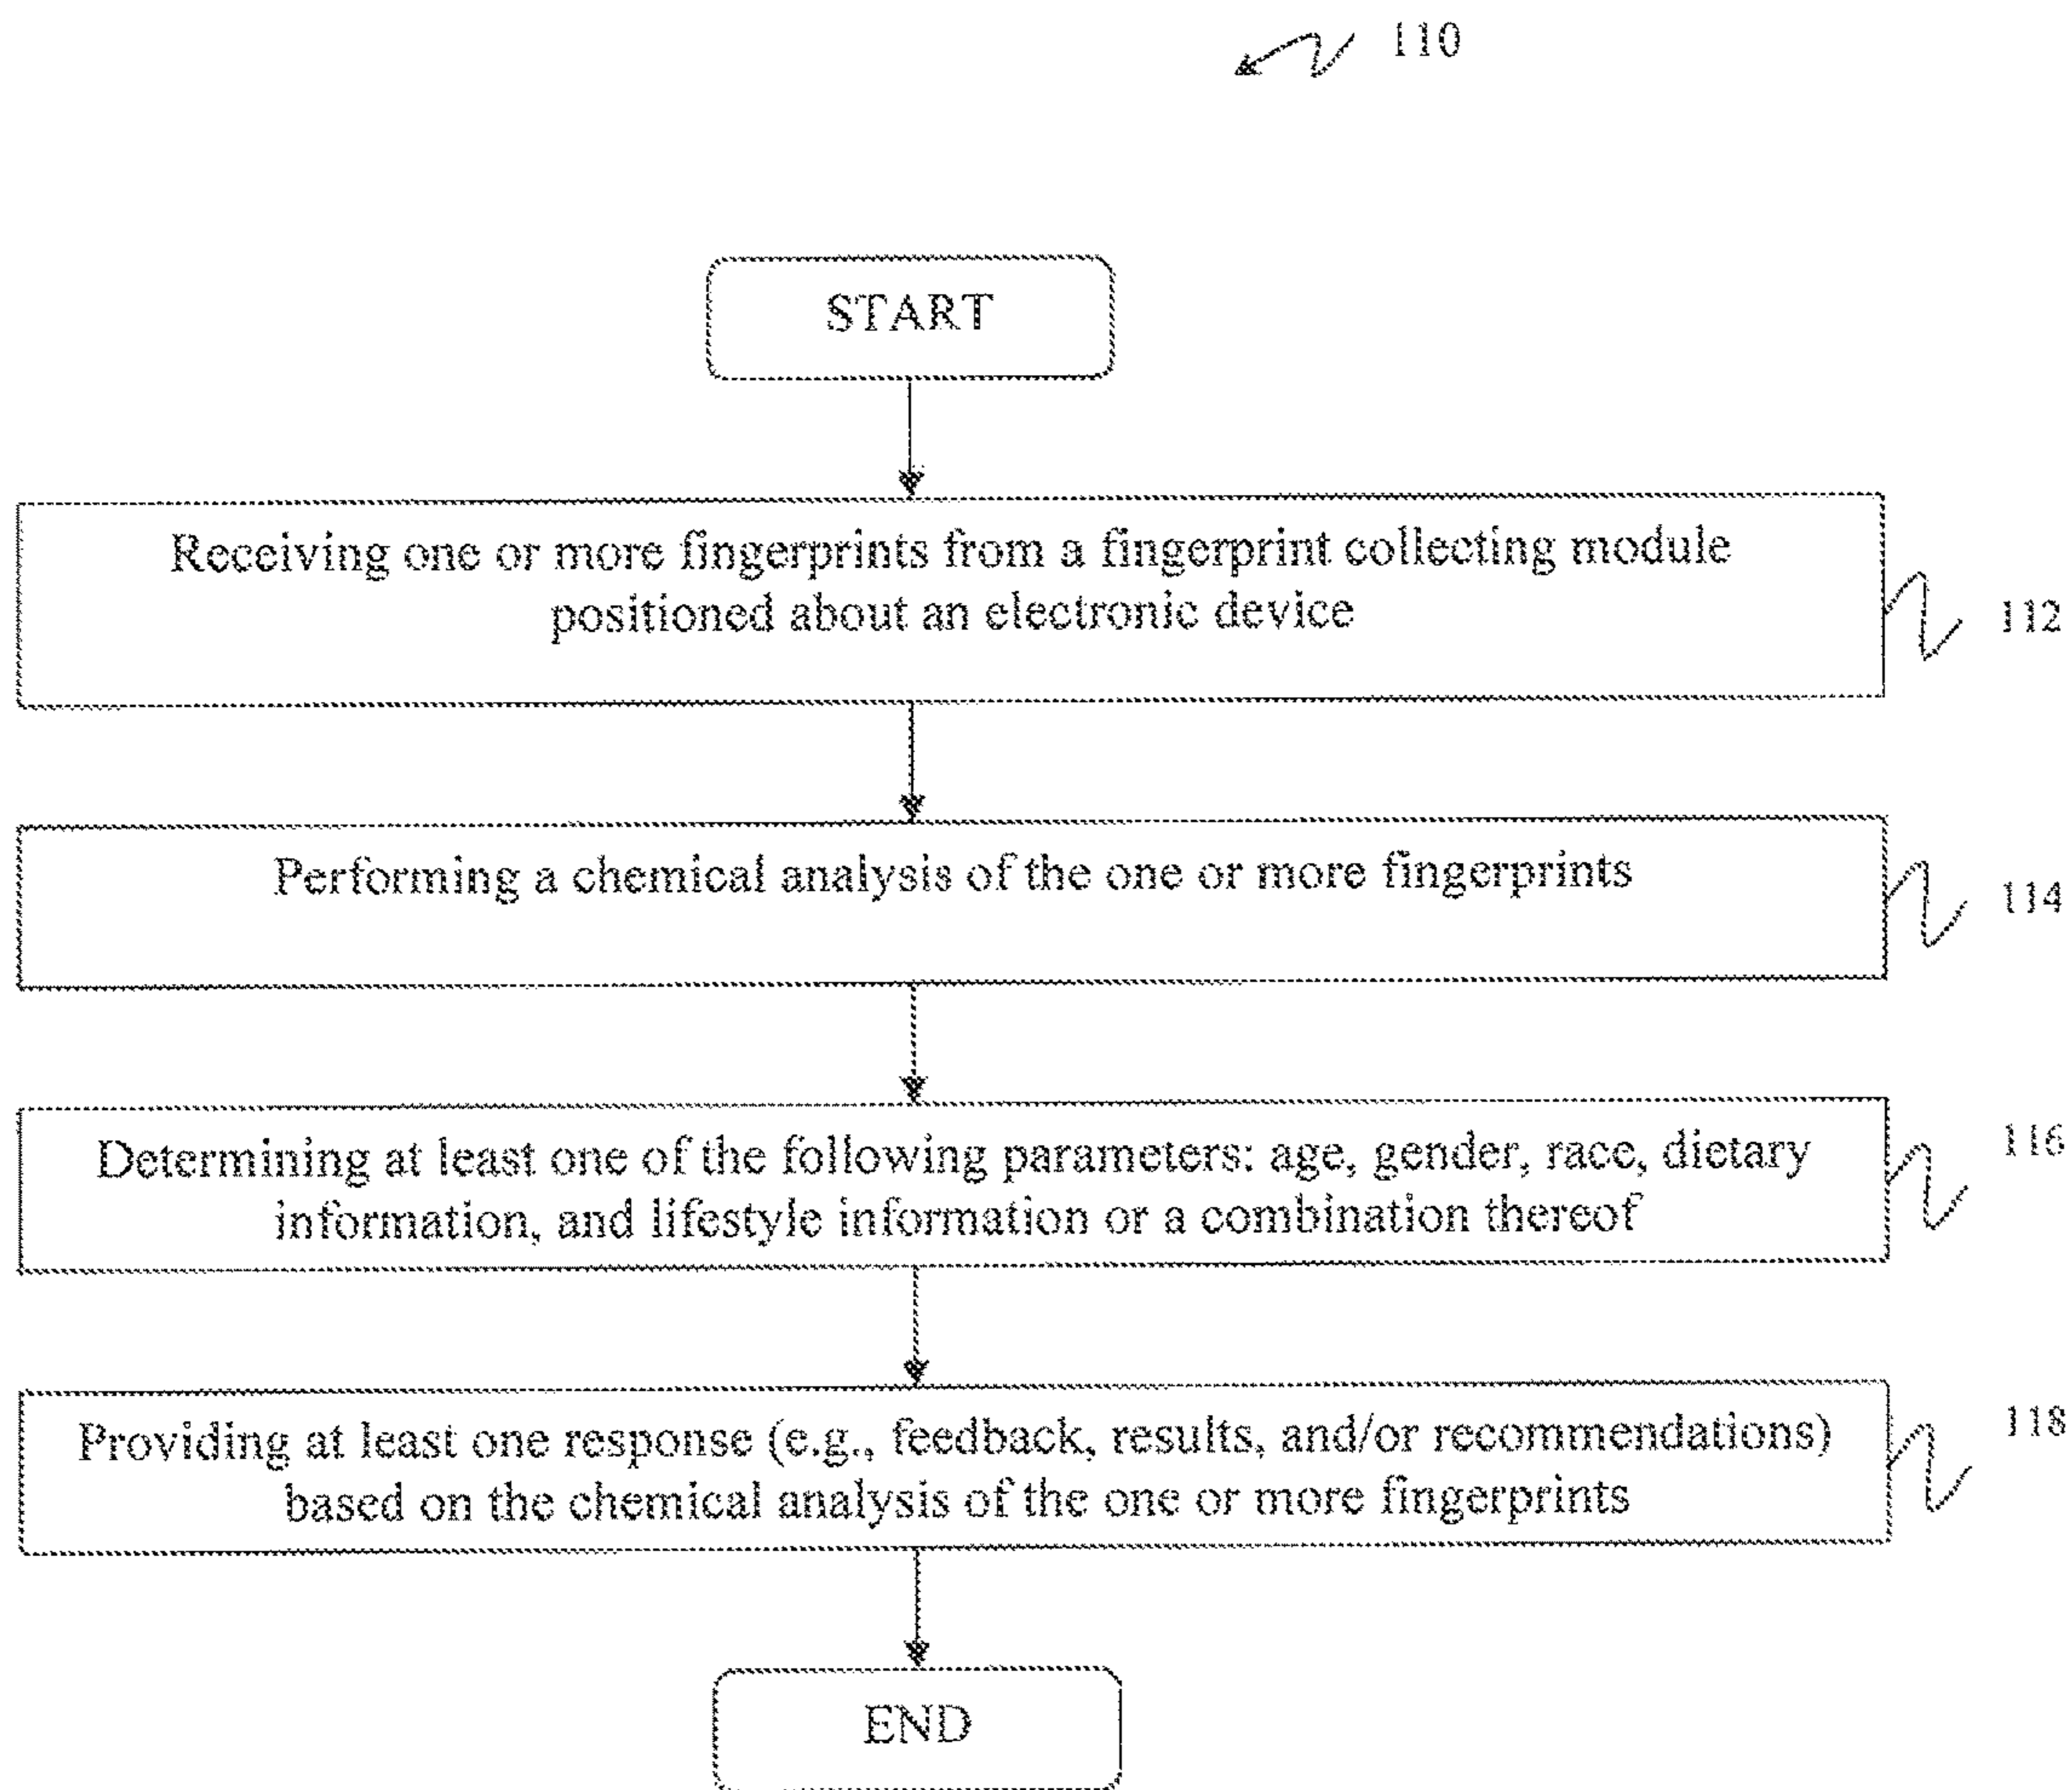 110
START
Receiving one or more fingerprints from a fingerprint collecting module
positioned about an electronic device
112
Performing a chemical analysis of the one or more fingerprints
114
Determining at least one of the following parameters: age, gender, race, dietary
information, and lifestyle information or a combination thereof
116
Providing at least one response (e.g., feedback, results, and/or recommendations)
based on the chemical analysis of the one or more fingerprints
118
END